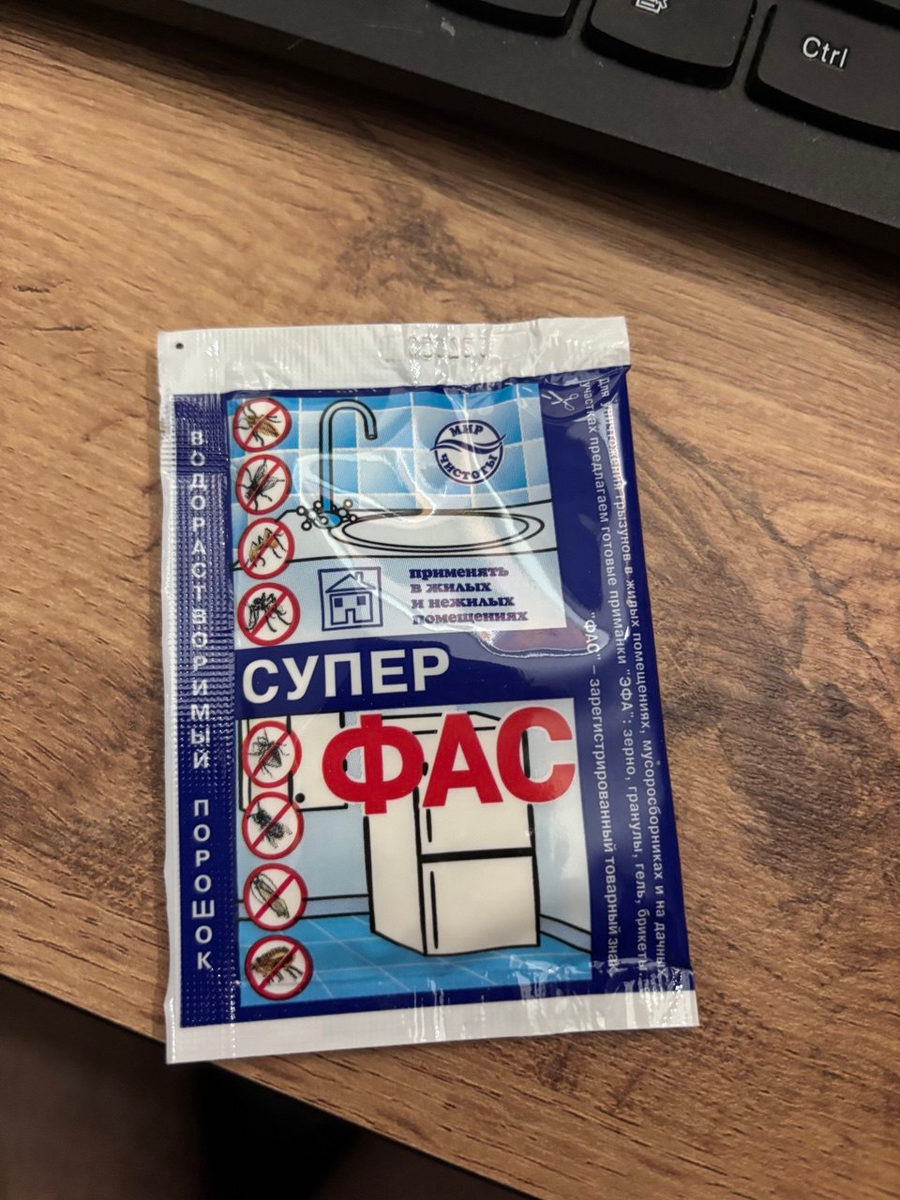 Ctrl
ВОДОРАСТВОРИМЫЙ ПОРОШОК
МИР
ЧИСТОТЫ
применять
в жилых
и нежилых
помещениях
СУПЕР
ФАС
Для уничтожения грызунов в жилых помещениях, мусоросборниках и на дачных
участках предлагаем готовые приманки "ЭФА": зерно, гранулы, гель, брикеты.
"ФАС" – зарегистрированный товарный знак